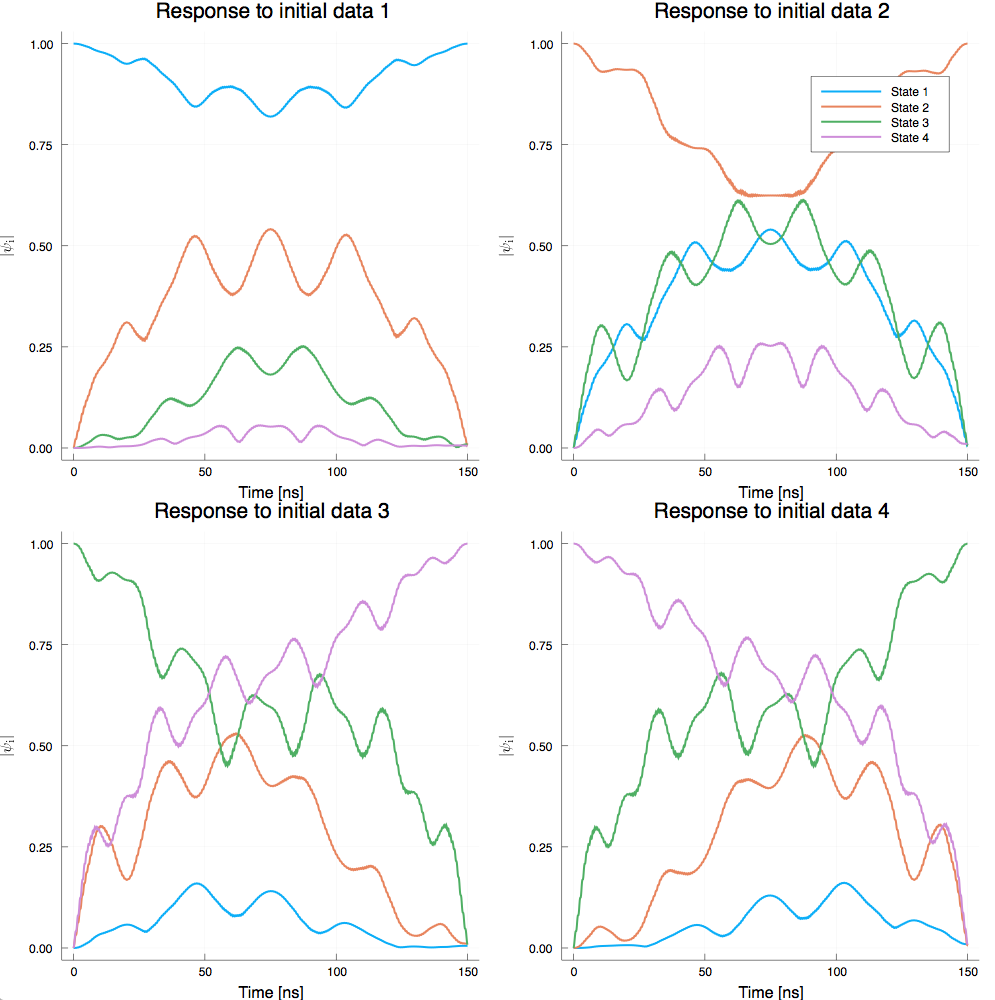 Response to initial data 1
|ψi|
1.00
0.75
0.50
0.25
0.00
0
50
100
150
Time [ns]
Response to initial data 2
|ψi|
1.00
0.75
0.50
0.25
0.00
0
50
100
150
Time [ns]
State 1
State 2
State 3
State 4
Response to initial data 3
|ψi|
1.00
0.75
0.50
0.25
0.00
0
50
100
150
Time [ns]
Response to initial data 4
|ψi|
1.00
0.75
0.50
0.25
0.00
0
50
100
150
Time [ns]